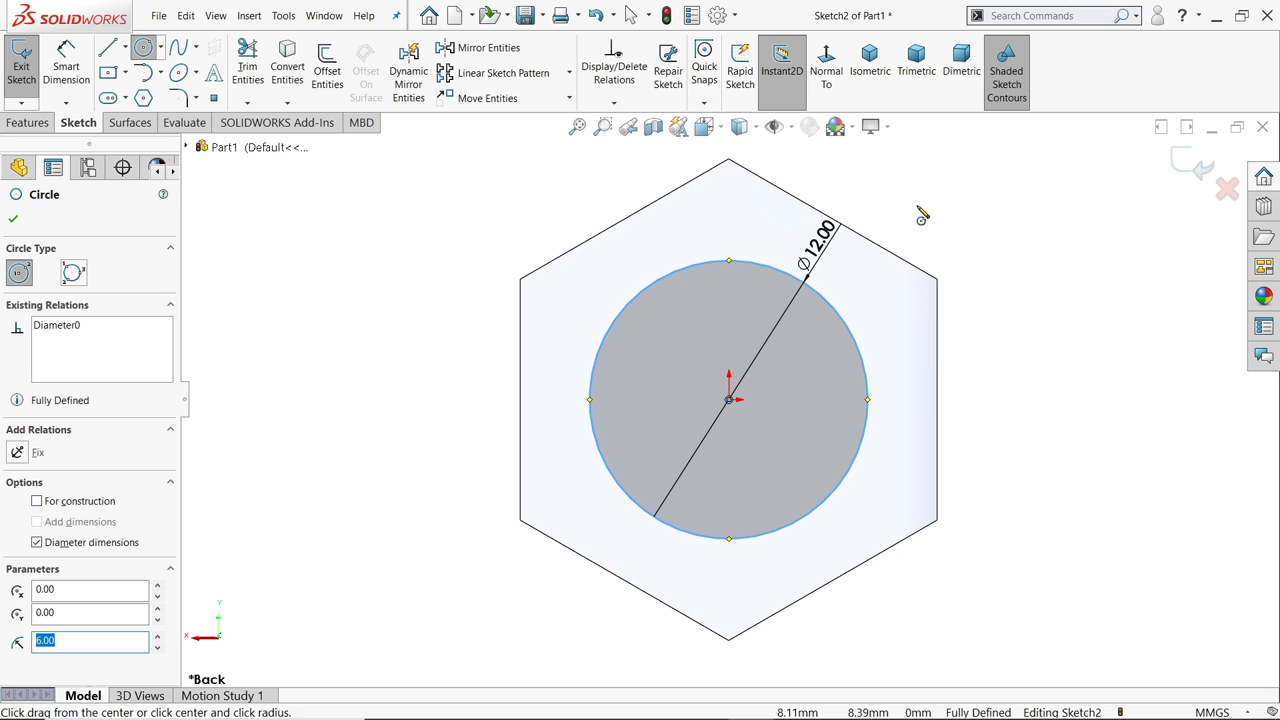 SOLIDWORKS
File Edit View Insert Tools Window Help
Sketch2 of Part1 *
Search Commands
?
Exit Sketch
Smart Dimension
Trim Entities
Convert Entities
Offset Entities
Offset On Surface
Dynamic Mirror Entities
Mirror Entities
Linear Sketch Pattern
Move Entities
Display/Delete Relations
Repair Sketch
Quick Snaps
Rapid Sketch
Instant2D
Normal To
Isometric
Trimetric
Dimetric
Shaded Sketch Contours
Features Sketch Surfaces Evaluate SOLIDWORKS Add-Ins MBD
Part1 (Default<<...
Circle
Circle Type
Existing Relations
Diameter0
Fully Defined
Add Relations
Fix
Options
For construction
Add dimensions
Diameter dimensions
Parameters
0.00
0.00
6.00
∅12.00
Y
X
*Back
Model 3D Views Motion Study 1
Click drag from the center or click center and click radius.
8.11mm 8.39mm 0mm Fully Defined Editing Sketch2 MMGS